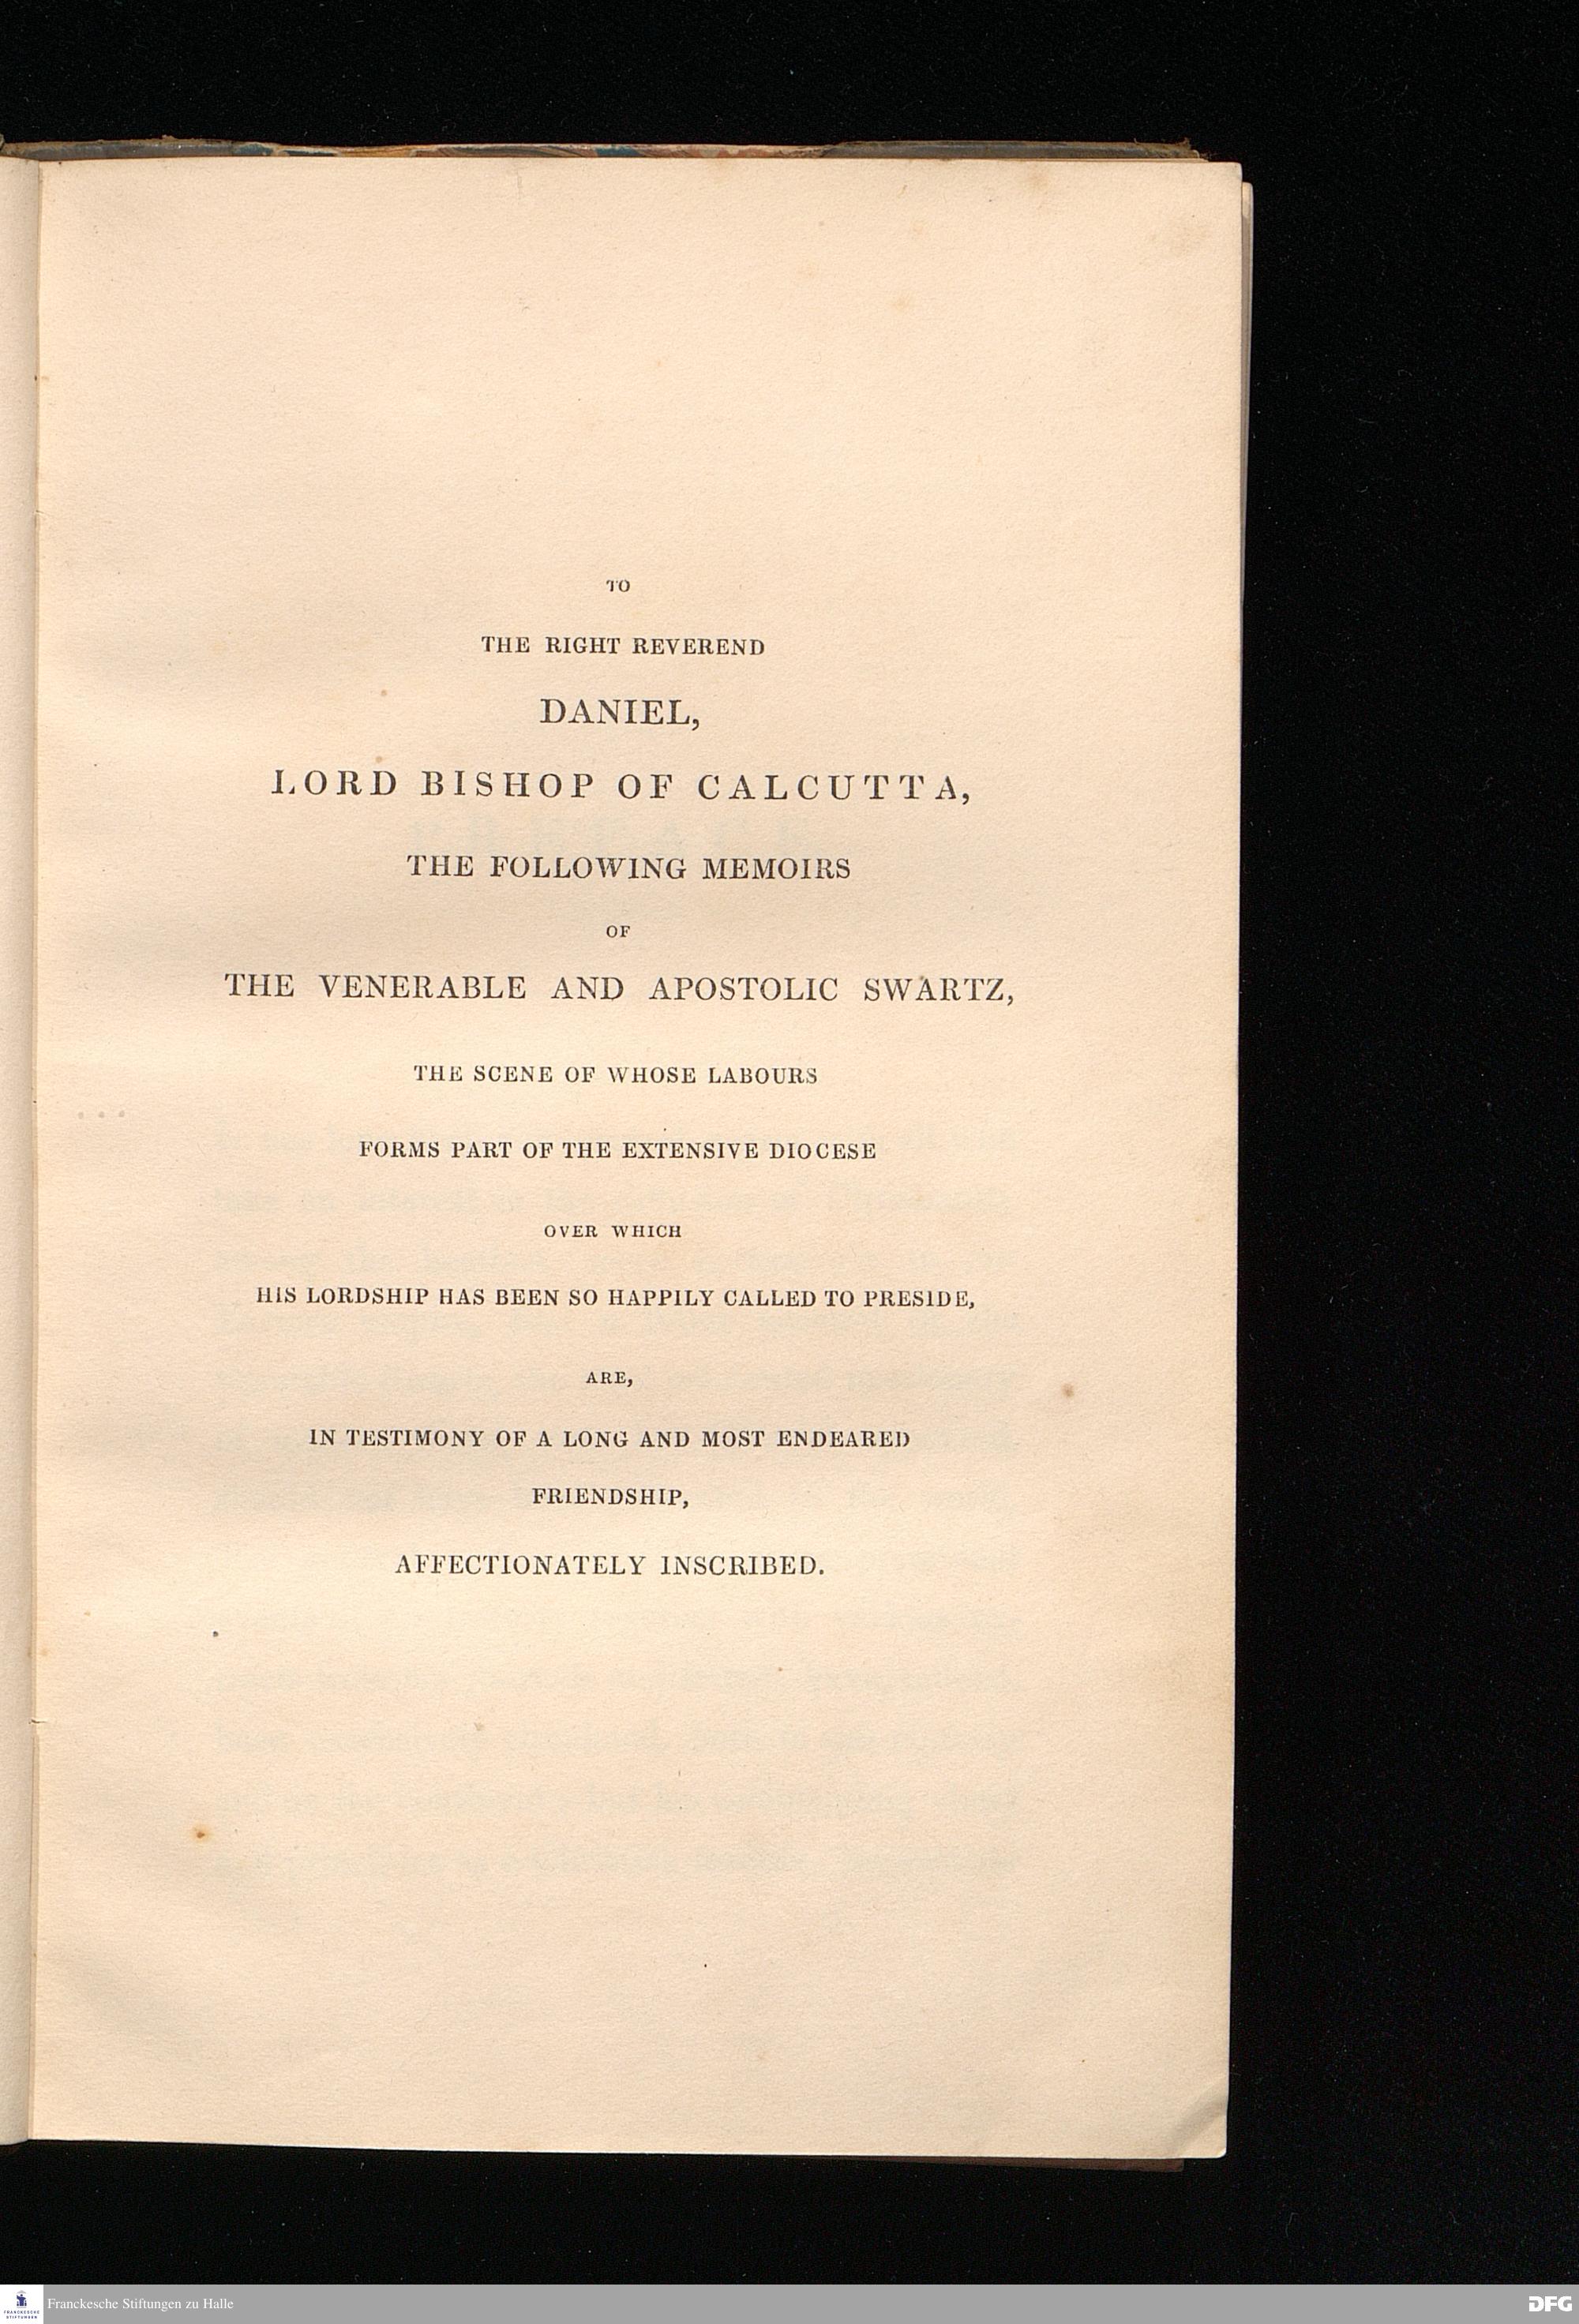 TO
THE RIGHT REVEREND
DANIEL,
LORD BISHOP OF CALCUTTA,
THE FOLLOWING MEMOIRS
OF
THE VENERABLE AND APOSTOLIC SWARTZ,
THE SCENE OF WHOSE LABOURS
FORMS PART OF THE EXTENSIVE DIOCESE
OVER WHICH
HIS LORDSHIP HAS BEEN SO HAPPILY CALLED TO PRESIDE,
ARE,
IN TESTIMONY OF A LONG AND MOST ENDEARED
FRIENDSHIP,
AFFECTIONATELY INSCRIBED.
FRANCKESCHE
STIFTUNGEN
Franckesche Stiftungen zu Halle
DFG